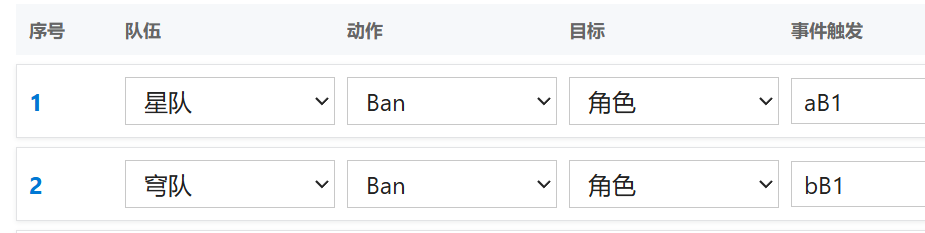 序号 队伍 动作 目标 事件触发
1 星队 Ban 角色 aB1
2 穹队 Ban 角色 bB1